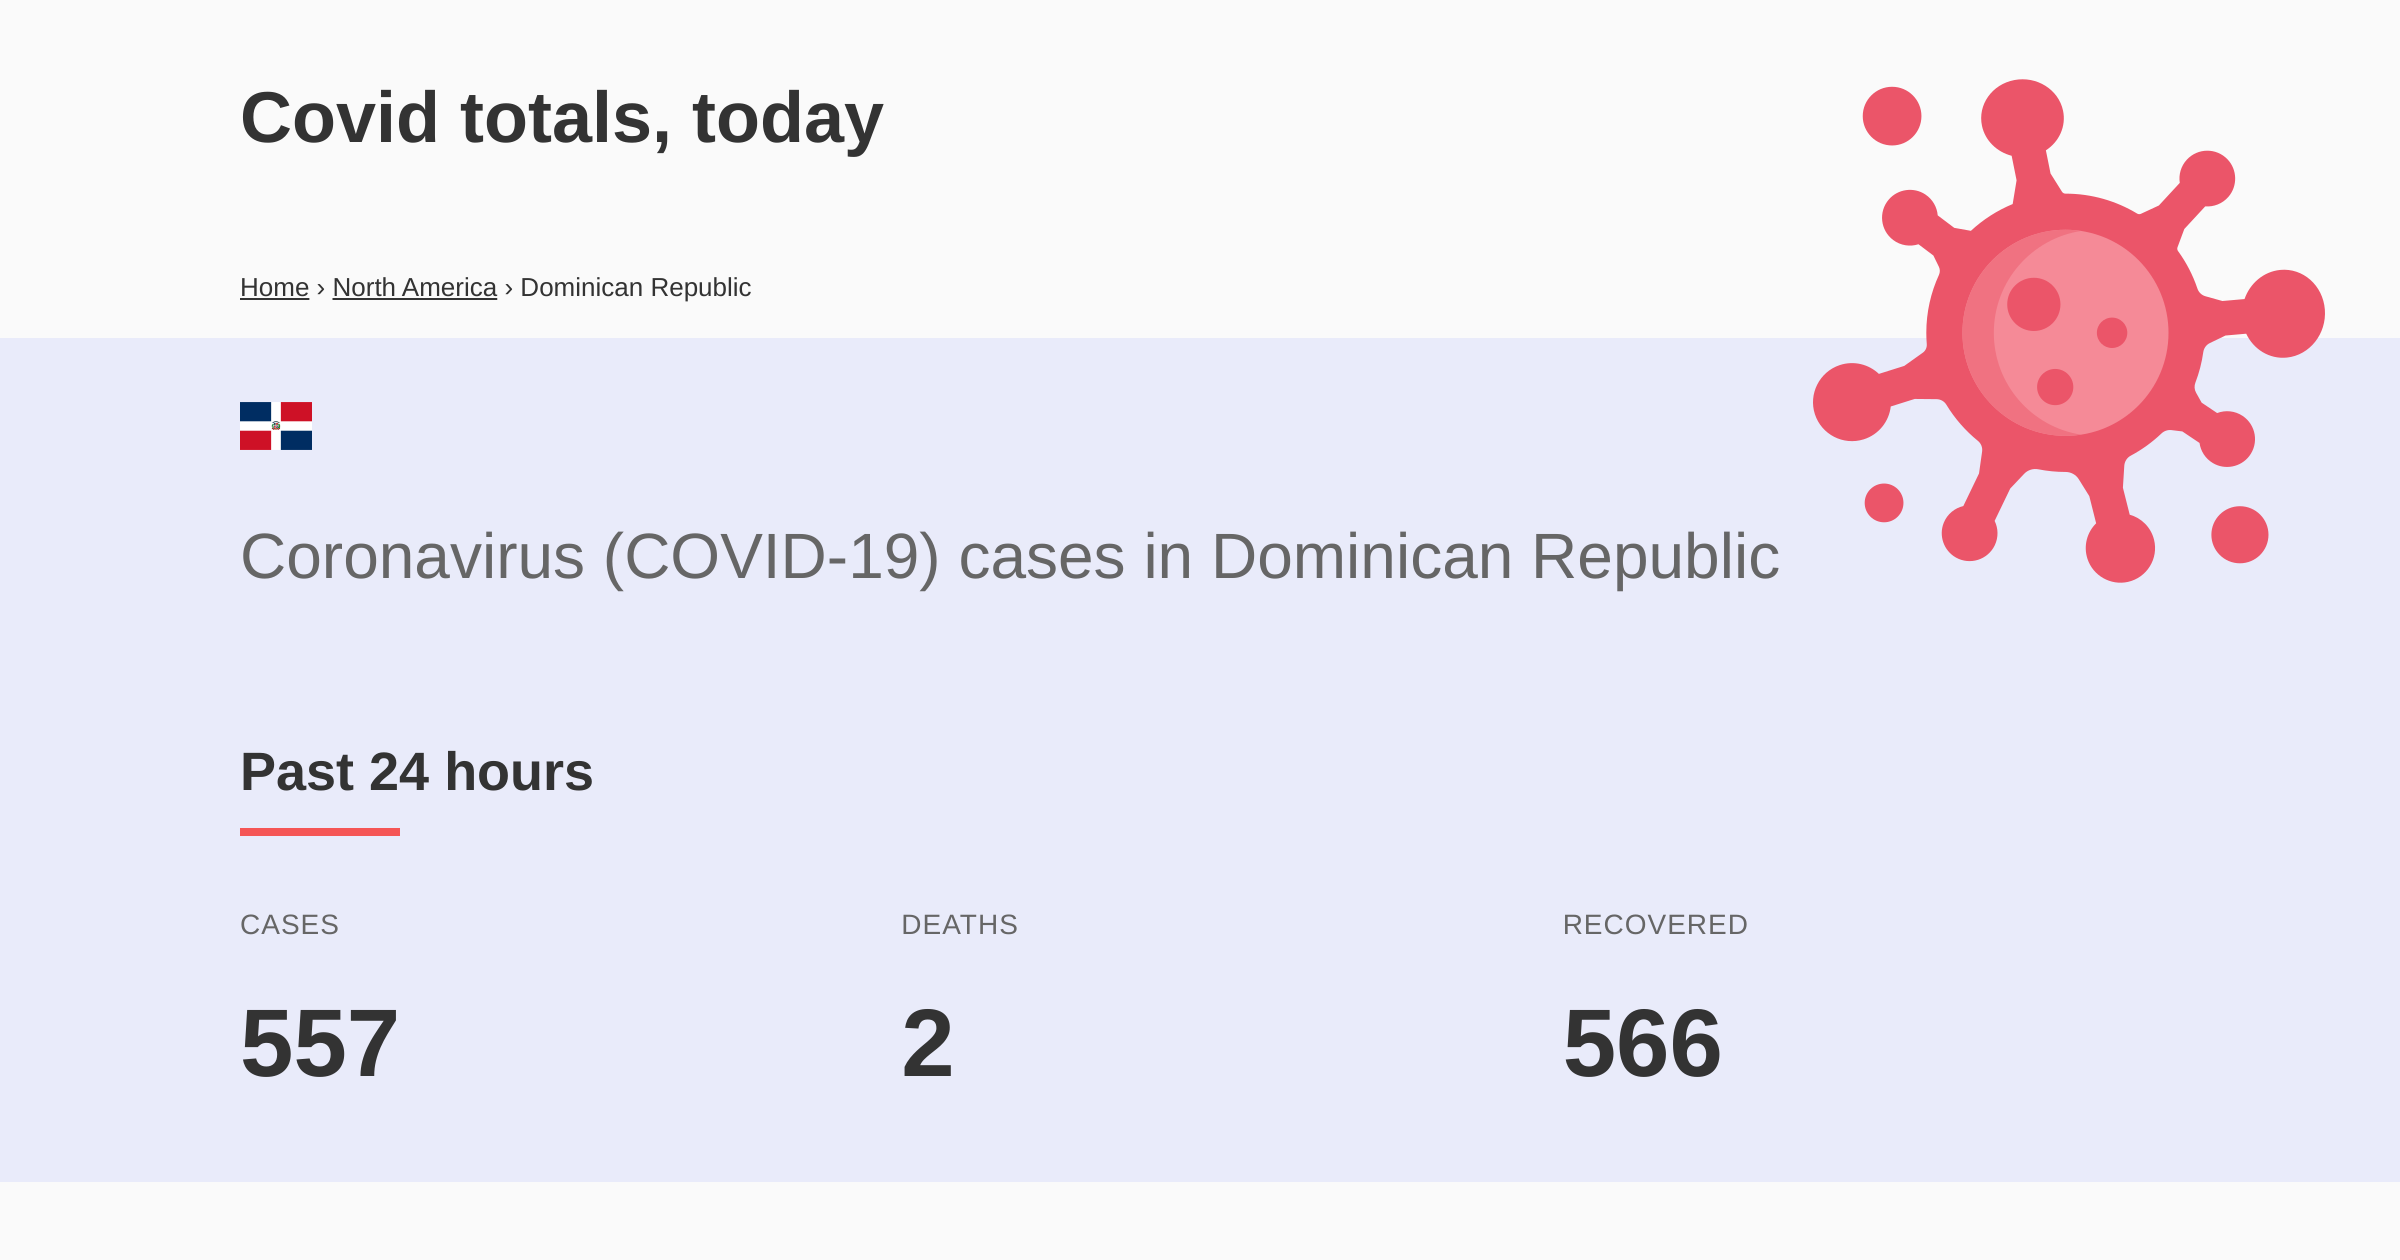 Covid totals, today
Home › North America › Dominican Republic
Coronavirus (COVID-19) cases in Dominican Republic
Past 24 hours
CASES DEATHS RECOVERED
557 2 566